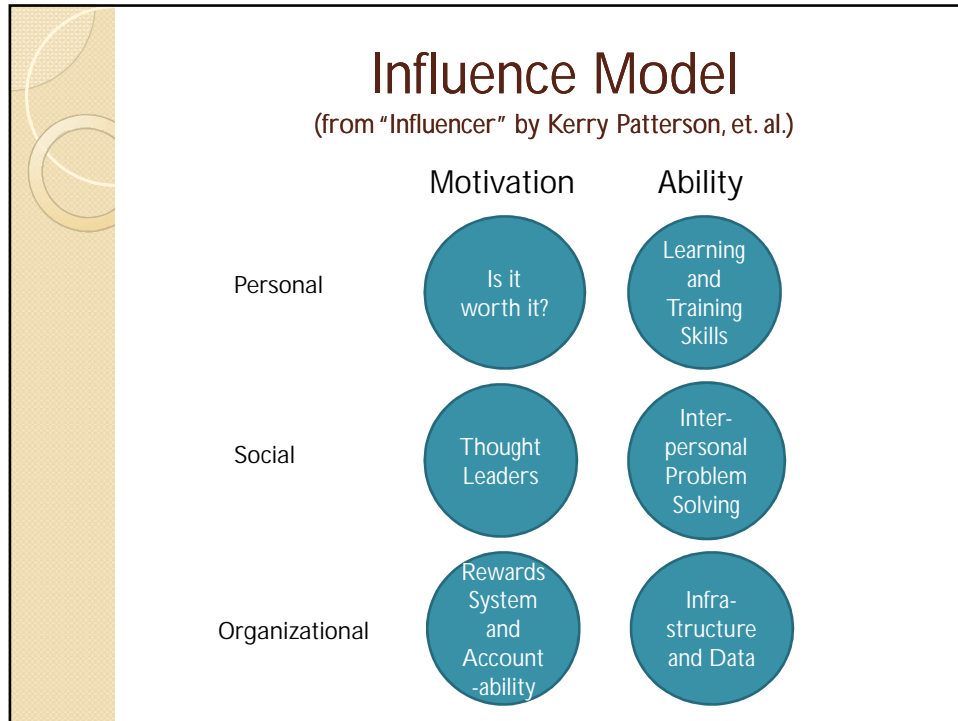 Influence Model
(from “Influencer” by Kerry Patterson, et. al.)
Motivation Ability
Personal
Is it
worth it?
Learning
and
Training
Skills
Social
Thought
Leaders
Inter-
personal
Problem
Solving
Organizational
Rewards
System
and
Account
-ability
Infra-
structure
and Data